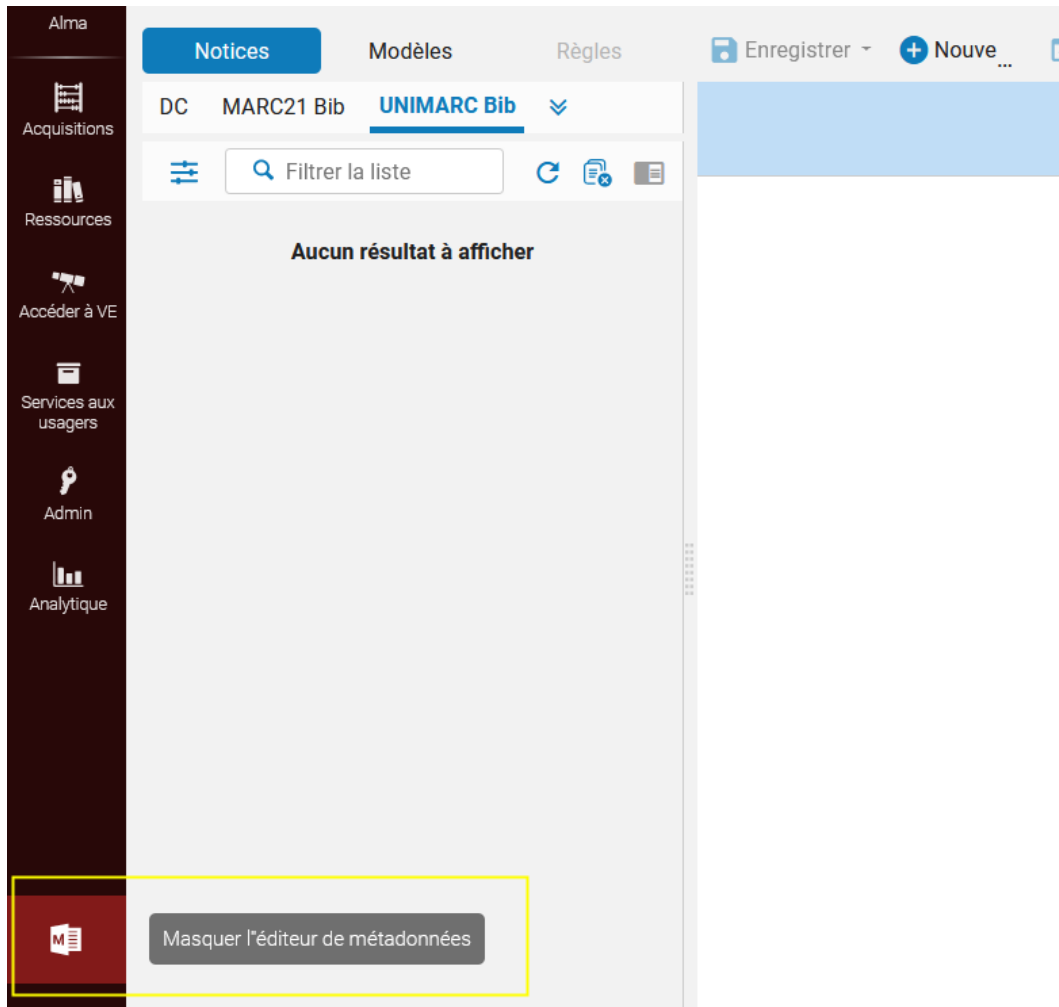 Alma
Acquisitions
Ressources
Accéder à VE
Services aux
usagers
Admin
Analytique
Notices Modèles Règles
Enregistrer Nouve...
DC MARC21 Bib UNIMARC Bib
Filtrer la liste
Aucun résultat à afficher
M
Masquer l"éditeur de métadonnées